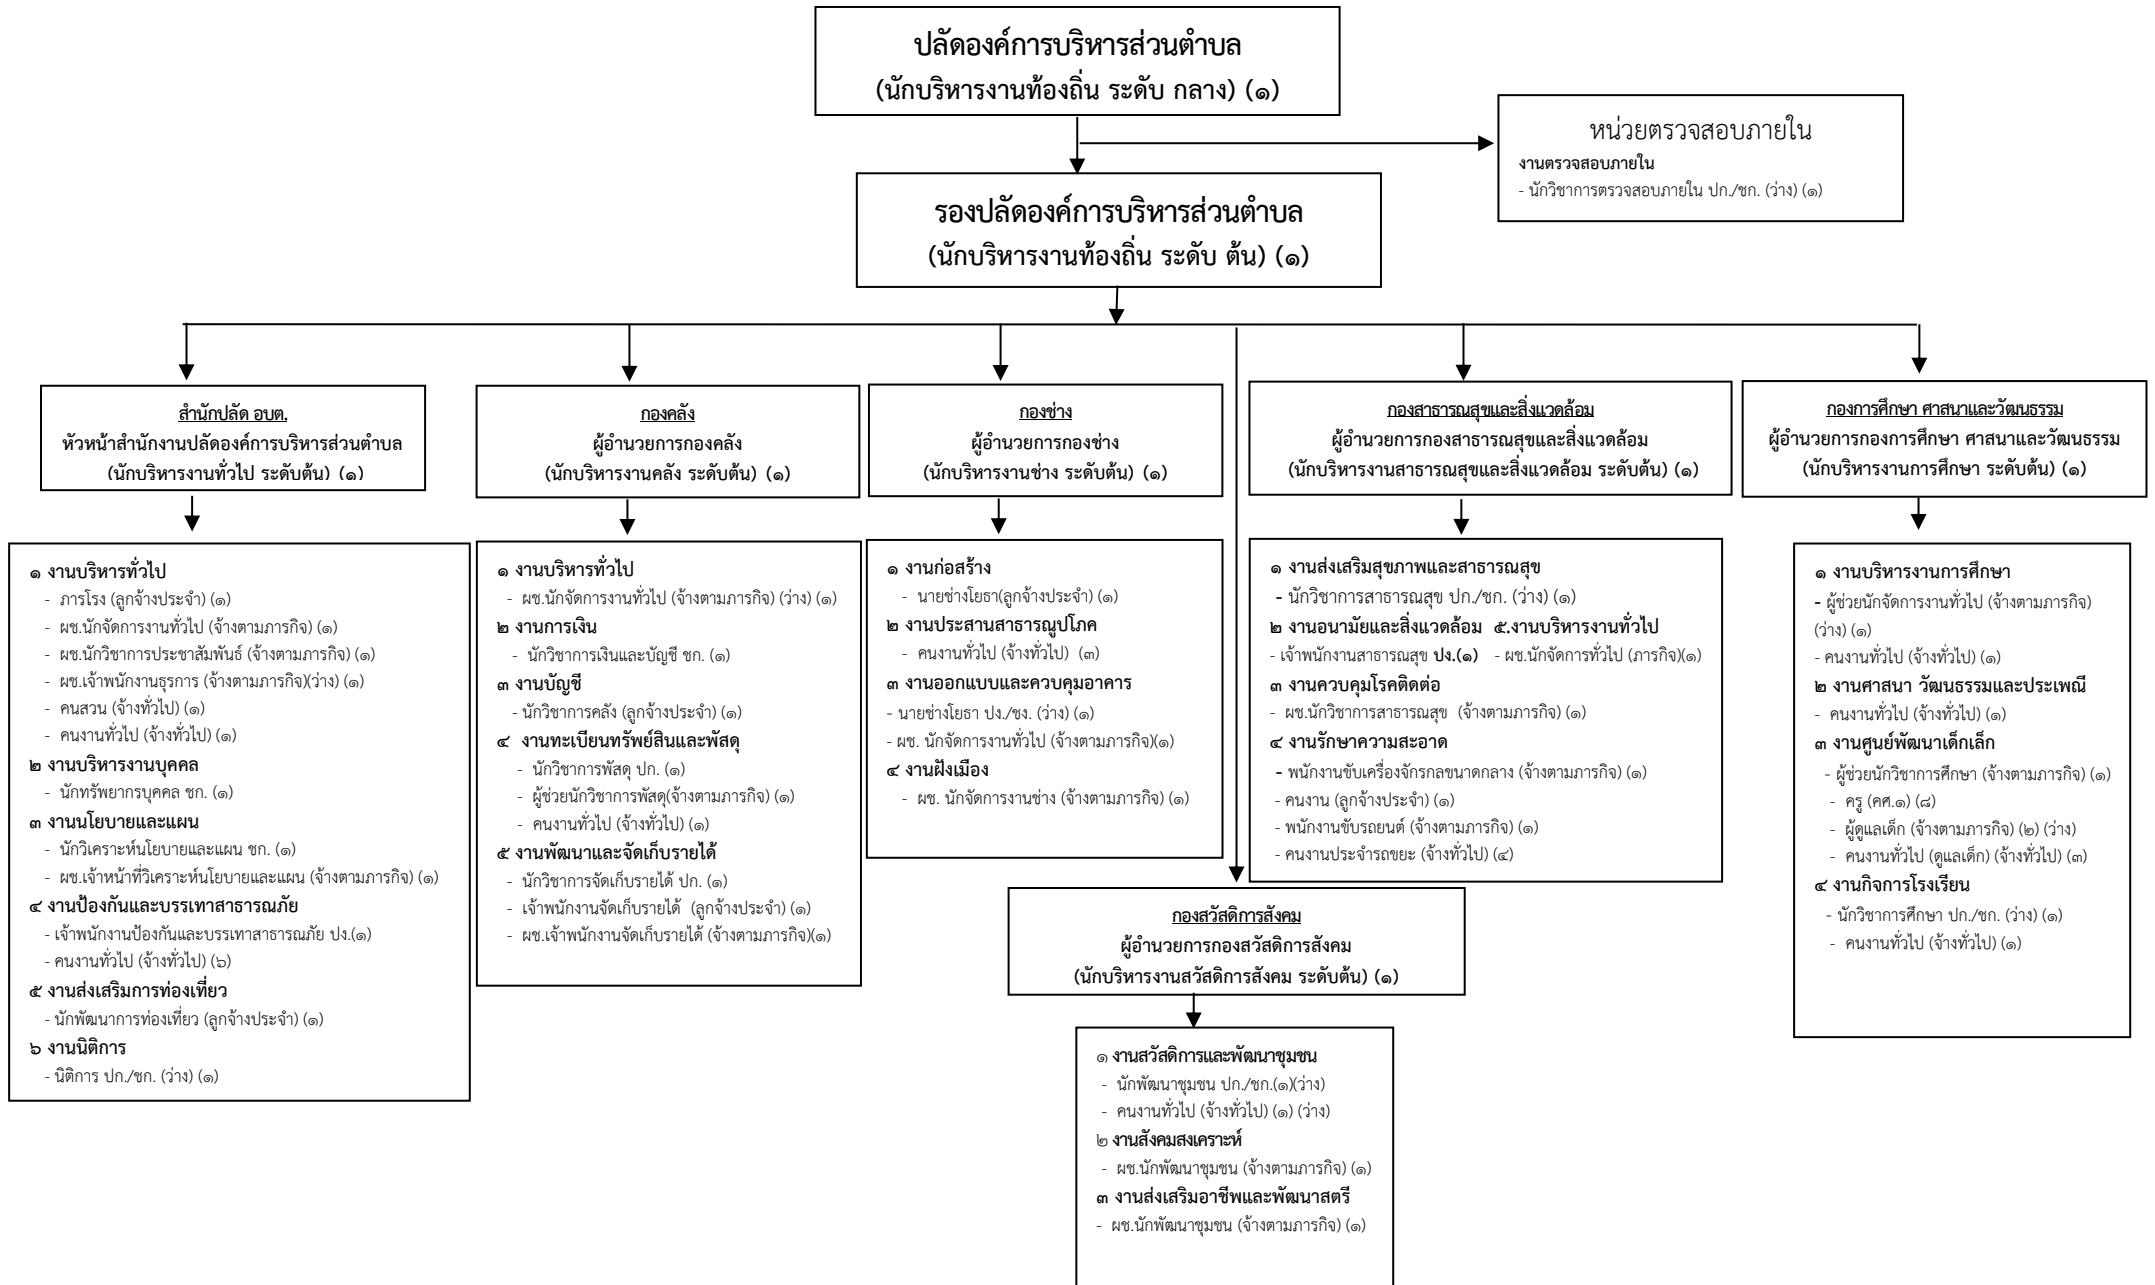 ปลัดองค์การบริหารส่วนตำบล
(นักบริหารงานท้องถิ่น ระดับ กลาง) (๑)
หน่วยตรวจสอบภายใน
งานตรวจสอบภายใน
- นักวิชาการตรวจสอบภายใน ปก./ชก. (ว่าง) (๑)
รองปลัดองค์การบริหารส่วนตำบล
(นักบริหารงานท้องถิ่น ระดับ ต้น) (๑)
สำนักปลัด อบต.
หัวหน้าสำนักงานปลัดองค์การบริหารส่วนตำบล
(นักบริหารงานทั่วไป ระดับต้น) (๑)
๑ งานบริหารทั่วไป
- ภารโรง (ลูกจ้างประจำ) (๑)
- ผช.นักจัดการงานทั่วไป (จ้างตามภารกิจ) (๑)
- ผช.นักวิชาการประชาสัมพันธ์ (จ้างตามภารกิจ) (๑)
- ผช.เจ้าพนักงานธุรการ (จ้างตามภารกิจ)(ว่าง) (๑)
- คนสวน (จ้างทั่วไป) (๑)
- คนงานทั่วไป (จ้างทั่วไป) (๑)
๒ งานบริหารงานบุคคล
- นักทรัพยากรบุคคล ชก. (๑)
๓ งานนโยบายและแผน
- นักวิเคราะห์นโยบายและแผน ชก. (๑)
- ผช.เจ้าหน้าที่วิเคราะห์นโยบายและแผน (จ้างตามภารกิจ) (๑)
๔ งานป้องกันและบรรเทาสาธารณภัย
- เจ้าพนักงานป้องกันและบรรเทาสาธารณภัย ปง.(๑)
- คนงานทั่วไป (จ้างทั่วไป) (๖)
๕ งานส่งเสริมการท่องเที่ยว
- นักพัฒนาการท่องเที่ยว (ลูกจ้างประจำ) (๑)
๖ งานนิติการ
- นิติการ ปก./ชก. (ว่าง) (๑)
กองคลัง
ผู้อำนวยการกองคลัง
(นักบริหารงานคลัง ระดับต้น) (๑)
๑ งานบริหารทั่วไป
- ผช.นักจัดการงานทั่วไป (จ้างตามภารกิจ) (ว่าง) (๑)
๒ งานการเงิน
- นักวิชาการเงินและบัญชี ชก. (๑)
๓ งานบัญชี
- นักวิชาการคลัง (ลูกจ้างประจำ) (๑)
๔ งานทะเบียนทรัพย์สินและพัสดุ
- นักวิชาการพัสดุ ปก. (๑)
- ผู้ช่วยนักวิชาการพัสดุ(จ้างตามภารกิจ) (๑)
- คนงานทั่วไป (จ้างทั่วไป) (๑)
๕ งานพัฒนาและจัดเก็บรายได้
- นักวิชาการจัดเก็บรายได้ ปก. (๑)
- เจ้าพนักงานจัดเก็บรายได้ (ลูกจ้างประจำ) (๑)
- ผช.เจ้าพนักงานจัดเก็บรายได้ (จ้างตามภารกิจ)(๑)
กองช่าง
ผู้อำนวยการกองช่าง
(นักบริหารงานช่าง ระดับต้น) (๑)
๑ งานก่อสร้าง
- นายช่างโยธา(ลูกจ้างประจำ) (๑)
๒ งานประสานสาธารณูปโภค
- คนงานทั่วไป (จ้างทั่วไป) (๓)
๓ งานออกแบบและควบคุมอาคาร
- นายช่างโยธา ปง./ชง. (ว่าง) (๑)
- ผช. นักจัดการงานทั่วไป (จ้างตามภารกิจ)(๑)
๔ งานผังเมือง
- ผช. นักจัดการงานช่าง (จ้างตามภารกิจ) (๑)
กองสาธารณสุขและสิ่งแวดล้อม
ผู้อำนวยการกองสาธารณสุขและสิ่งแวดล้อม
(นักบริหารงานสาธารณสุขและสิ่งแวดล้อม ระดับต้น) (๑)
๑ งานส่งเสริมสุขภาพและสาธารณสุข
- นักวิชาการสาธารณสุข ปก./ชก. (ว่าง) (๑)
๒ งานอนามัยและสิ่งแวดล้อม ๕.งานบริหารงานทั่วไป
- เจ้าพนักงานสาธารณสุข ปง.(๑) - ผช.นักจัดการทั่วไป (ภารกิจ)(๑)
๓ งานควบคุมโรคติดต่อ
- ผช.นักวิชาการสาธารณสุข (จ้างตามภารกิจ) (๑)
๔ งานรักษาความสะอาด
- พนักงานขับเครื่องจักรกลขนาดกลาง (จ้างตามภารกิจ) (๑)
- คนงาน (ลูกจ้างประจำ) (๑)
- พนักงานขับรถยนต์ (จ้างตามภารกิจ) (๑)
- คนงานประจำรถขยะ (จ้างทั่วไป) (๔)
กองการศึกษา ศาสนาและวัฒนธรรม
ผู้อำนวยการกองการศึกษา ศาสนาและวัฒนธรรม
(นักบริหารงานการศึกษา ระดับต้น) (๑)
๑ งานบริหารงานการศึกษา
- ผู้ช่วยนักจัดการงานทั่วไป (จ้างตามภารกิจ)
(ว่าง) (๑)
- คนงานทั่วไป (จ้างทั่วไป) (๑)
๒ งานศาสนา วัฒนธรรมและประเพณี
- คนงานทั่วไป (จ้างทั่วไป) (๑)
๓ งานศูนย์พัฒนาเด็กเล็ก
- ผู้ช่วยนักวิชาการศึกษา (จ้างตามภารกิจ) (๑)
- ครู (คศ.๑) (๘)
- ผู้ดูแลเด็ก (จ้างตามภารกิจ) (๒) (ว่าง)
- คนงานทั่วไป (ดูแลเด็ก) (จ้างทั่วไป) (๓)
๔ งานกิจการโรงเรียน
- นักวิชาการศึกษา ปก./ชก. (ว่าง) (๑)
- คนงานทั่วไป (จ้างทั่วไป) (๑)
กองสวัสดิการสังคม
ผู้อำนวยการกองสวัสดิการสังคม
(นักบริหารงานสวัสดิการสังคม ระดับต้น) (๑)
๑ งานสวัสดิการและพัฒนาชุมชน
- นักพัฒนาชุมชน ปก./ชก.(๑)(ว่าง)
- คนงานทั่วไป (จ้างทั่วไป) (๑) (ว่าง)
๒ งานสังคมสงเคราะห์
- ผช.นักพัฒนาชุมชน (จ้างตามภารกิจ) (๑)
๓ งานส่งเสริมอาชีพและพัฒนาสตรี
- ผช.นักพัฒนาชุมชน (จ้างตามภารกิจ) (๑)